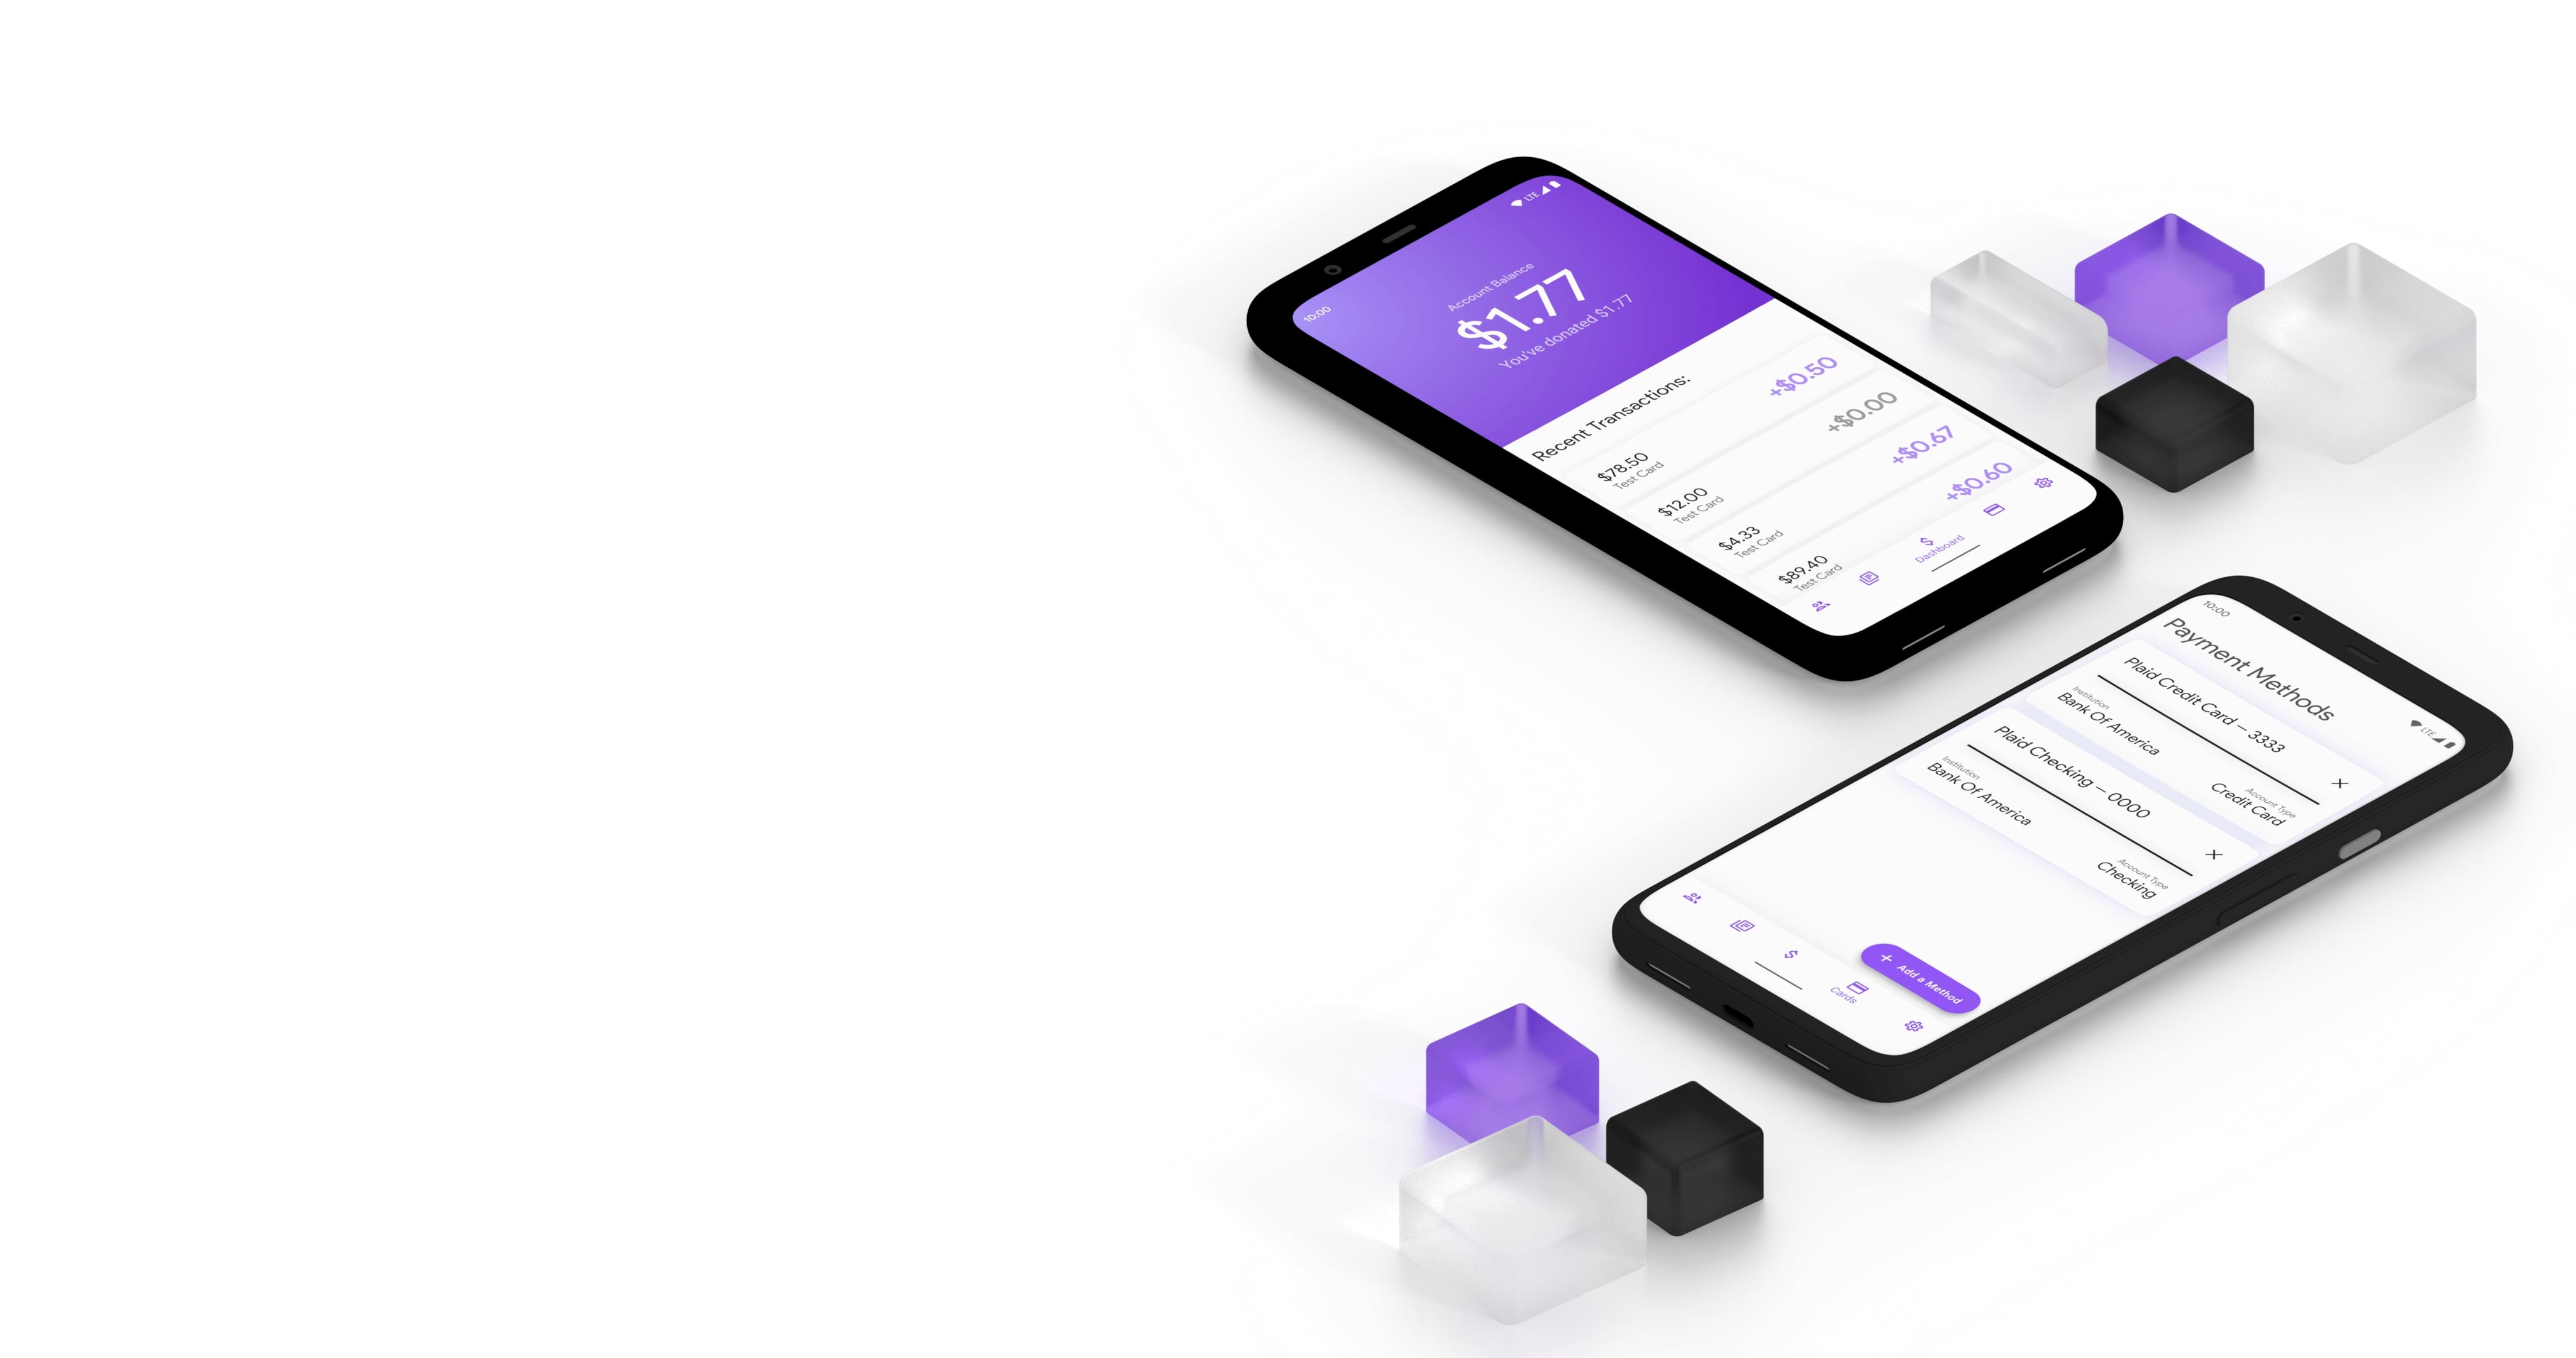 10:00
LTE
Account Balance
$1.77
You've donated $1.77
Recent Transactions:
$78.50
Test Card
+$0.50
$12.00
Test Card
+$0.00
$4.33
Test Card
+$0.67
$89.40
Test Card
+$0.60
Dashboard
10:00
LTE
Payment Methods
Plaid Credit Card – 3333
Institution
Bank Of America
Account Type
Credit Card
Plaid Checking – 0000
Institution
Bank Of America
Account Type
Checking
+ Add a Method
Cards